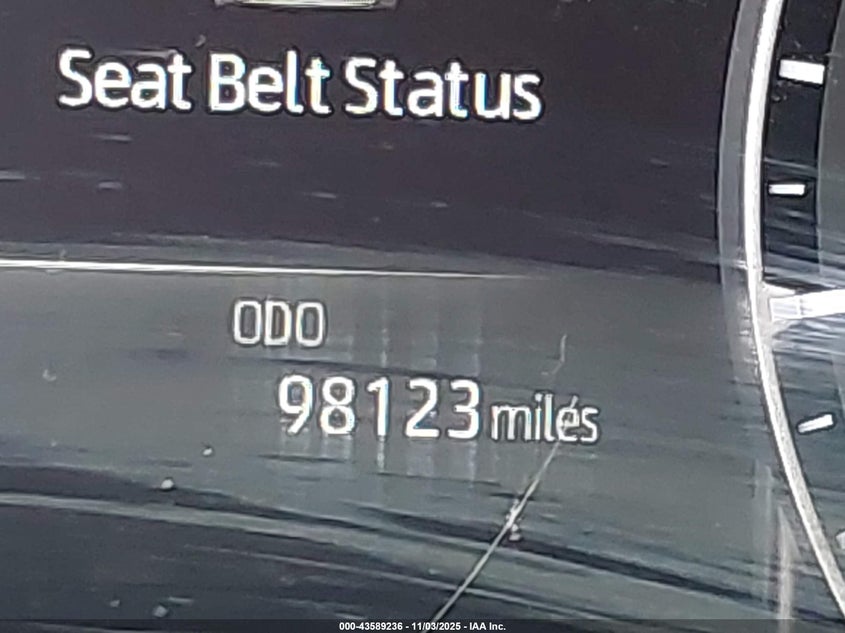 Seat Belt Status
ODO
98123 miles
000-43589236 - 11/03/2025 - IAA Inc.